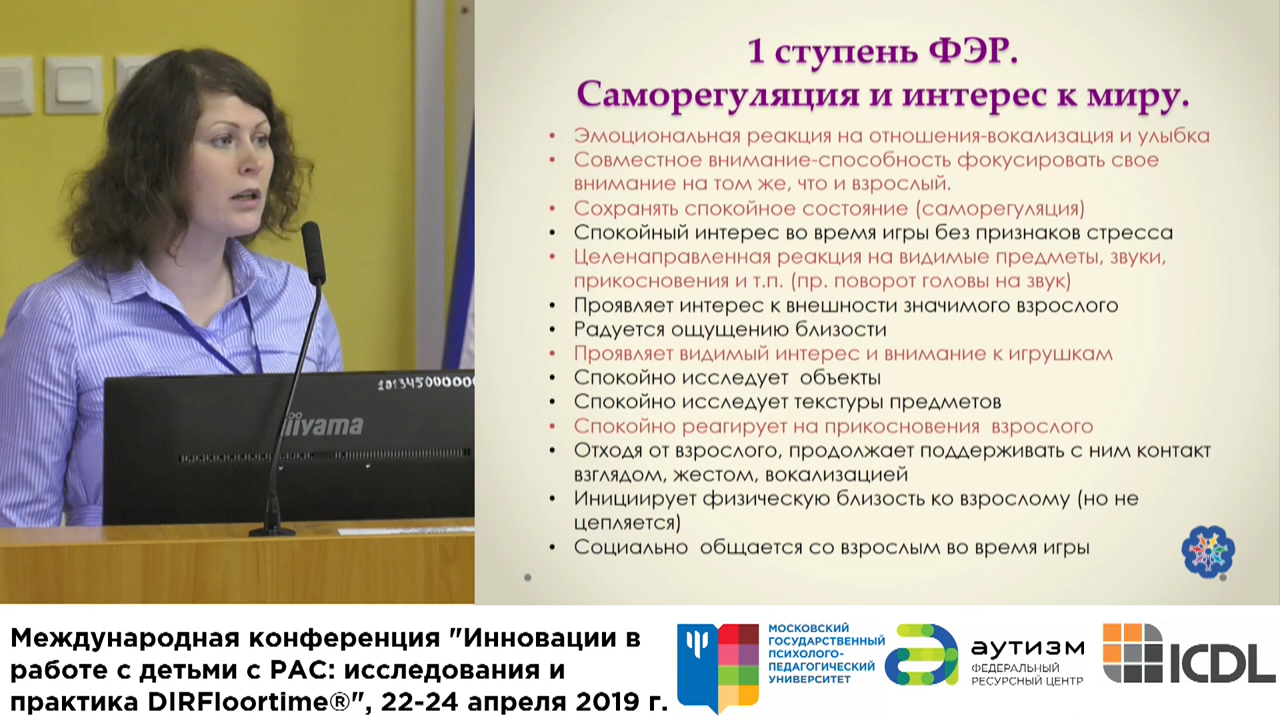 1 ступень ФЭР.
Саморегуляция и интерес к миру.
• Эмоциональная реакция на отношения-вокализация и улыбка
• Совместное внимание-способность фокусировать свое
внимание на том же, что и взрослый.
• Сохранять спокойное состояние (саморегуляция)
• Спокойный интерес во время игры без признаков стресса
• Целенаправленная реакция на видимые предметы, звуки,
прикосновения и т.п. (пр. поворот головы на звук)
• Проявляет интерес к внешности значимого взрослого
• Радуется ощущению близости
• Проявляет видимый интерес и внимание к игрушкам
• Спокойно исследует объекты
• Спокойно исследует текстуры предметов
• Спокойно реагирует на прикосновения взрослого
• Отходя от взрослого, продолжает поддерживать с ним контакт
взглядом, жестом, вокализацией
• Инициирует физическую близость ко взрослому (но не
цепляется)
• Социально общается со взрослым во время игры
iiyama
Международная конференция "Инновации в
работе с детьми с РАС: исследования и
практика DIRFloortime®", 22-24 апреля 2019 г.
МОСКОВСКИЙ
ГОСУДАРСТВЕННЫЙ
ПСИХОЛОГО-
ПЕДАГОГИЧЕСКИЙ
УНИВЕРСИТЕТ
аутизм
ФЕДЕРАЛЬНЫЙ
РЕСУРСНЫЙ ЦЕНТР
ICDL